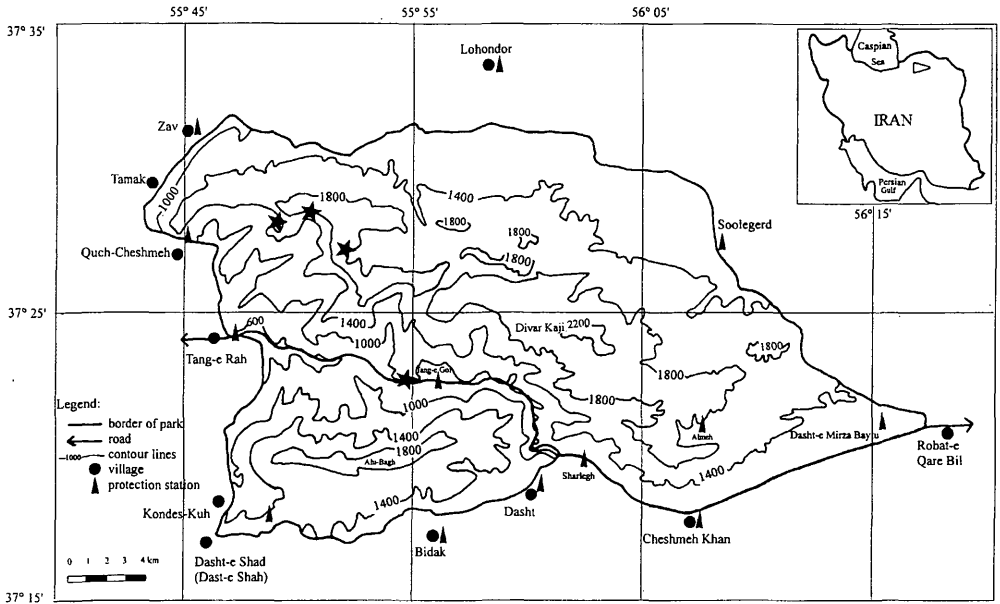 55° 45'
55° 55'
56° 05'
37° 35'
Lohondor
Caspian
Sea
IRAN
Persian
Gulf
56° 15'
Zav
Tamak
1000
1800
1400
1800
1800
1800
Soolegerd
Quch-Cheshmeh
37° 25'
600
1400
1000
Divar Kaji 2200
1800
Tang-e Rah
Tang-e Gol
1800
1800
Legend:
border of park
road
-1000- contour lines
village
protection station
1000
1400
1800
Ahi-Bagh
1400
Almeh
Dasht-e Mirza Baylu
1400
Robat-e
Qare Bil
Sharlegh
Kondes-Kuh
Dasht
Cheshmeh Khan
Bidak
Dasht-e Shad
(Dast-e Shah)
0 1 2 3 4 km
37° 15'